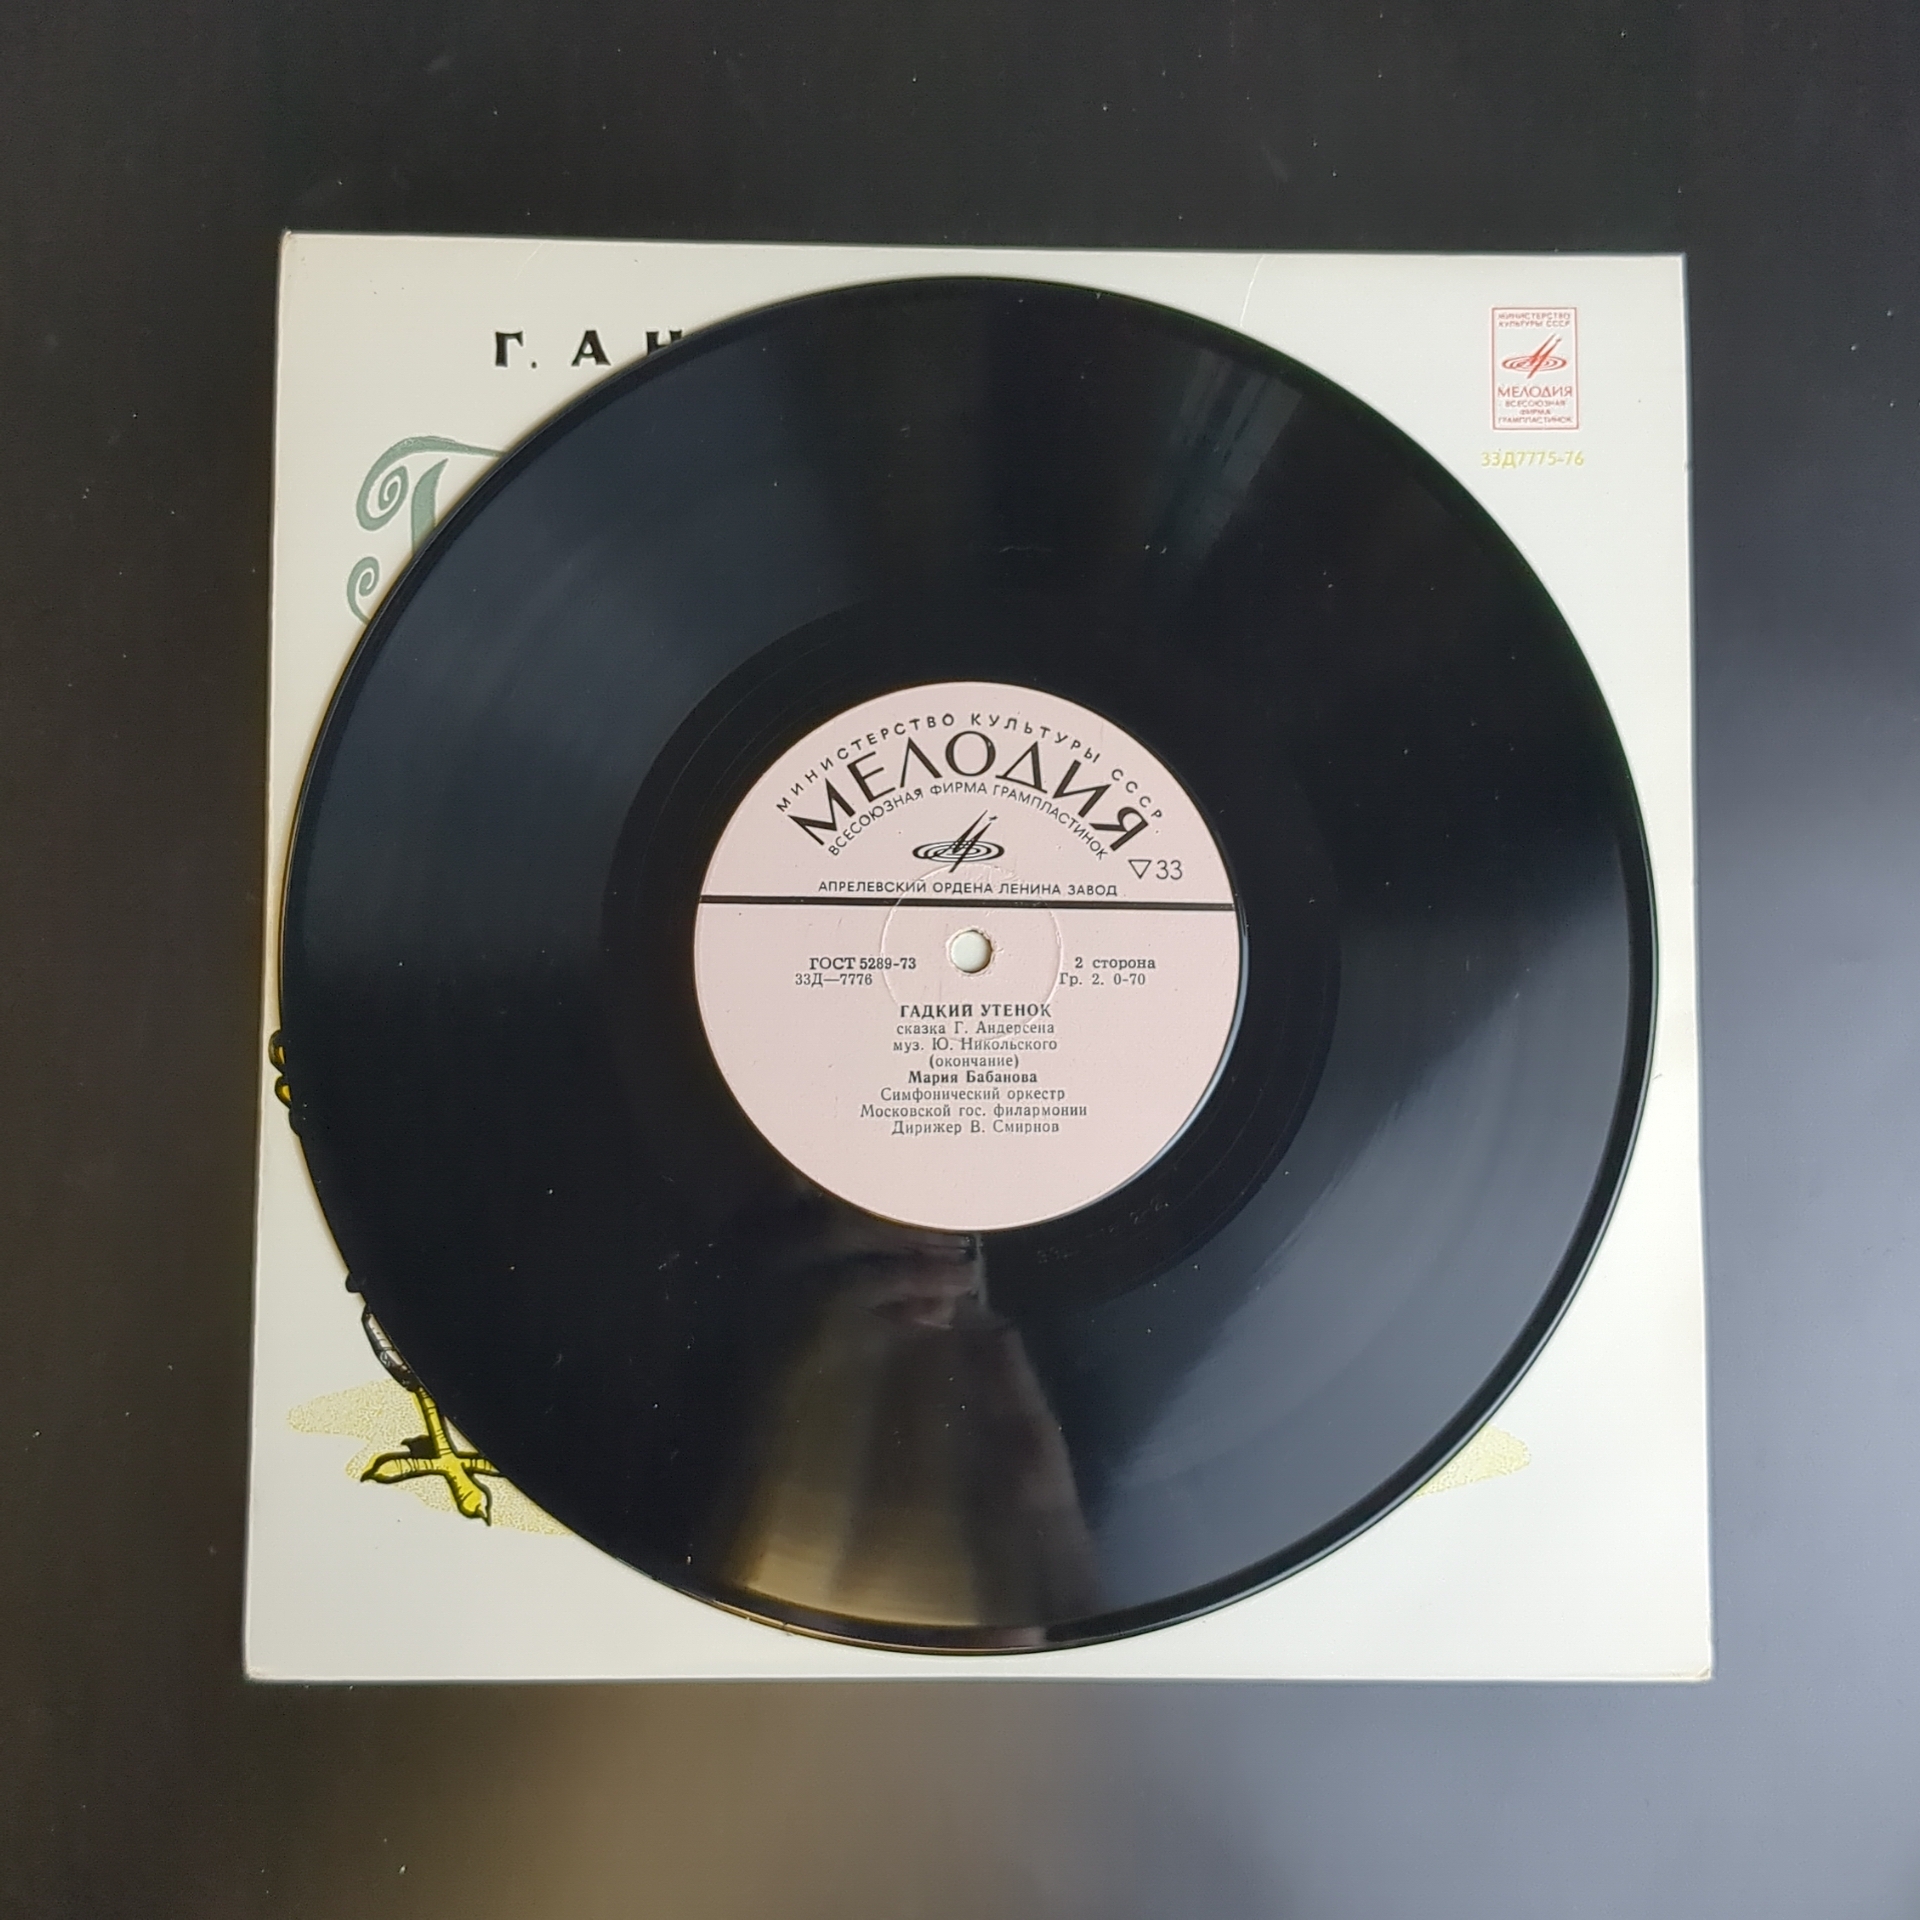 Г. АН
МИНИСТЕРСТВО
КУЛЬТУРЫ СССР
МЕЛОДИЯ
ВСЕСОЮЗНАЯ
ФИРМА
ГРАМПЛАСТИНОК
33Д7775-76
МИНИСТЕРСТВО КУЛЬТУРЫ СССР
МЕЛОДИЯ
ВСЕСОЮЗНАЯ ФИРМА ГРАМПЛАСТИНОК
33
АПРЕЛЕВСКИЙ ОРДЕНА ЛЕНИНА ЗАВОД
ГОСТ 5289-73 2 сторона
33Д—7776 Гр. 2. 0-70
ГАДКИЙ УТЕНОК
сказка Г. Андерсена
муз. Ю. Никольского
(окончание)
Мария Бабанова
Симфонический оркестр
Московской гос. филармонии
Дирижер В. Смирнов